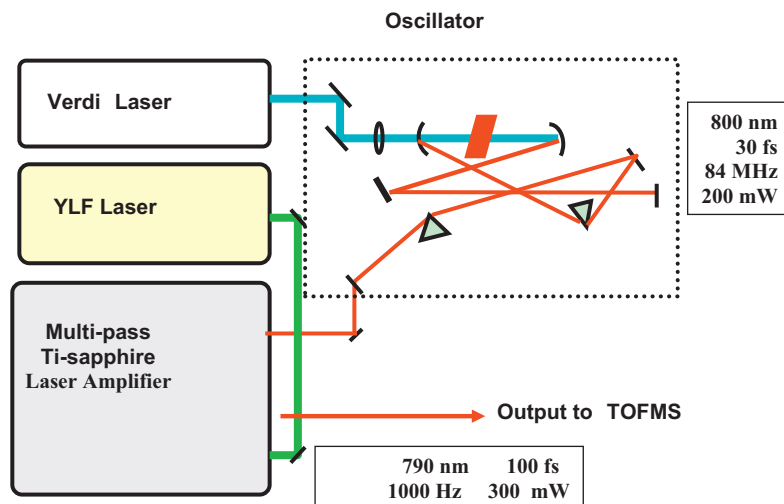 Oscillator
Verdi Laser
800 nm
30 fs
84 MHz
200 mW
YLF Laser
Multi-pass
Ti-sapphire
Laser Amplifier
Output to TOFMS
790 nm 100 fs
1000 Hz 300 mW